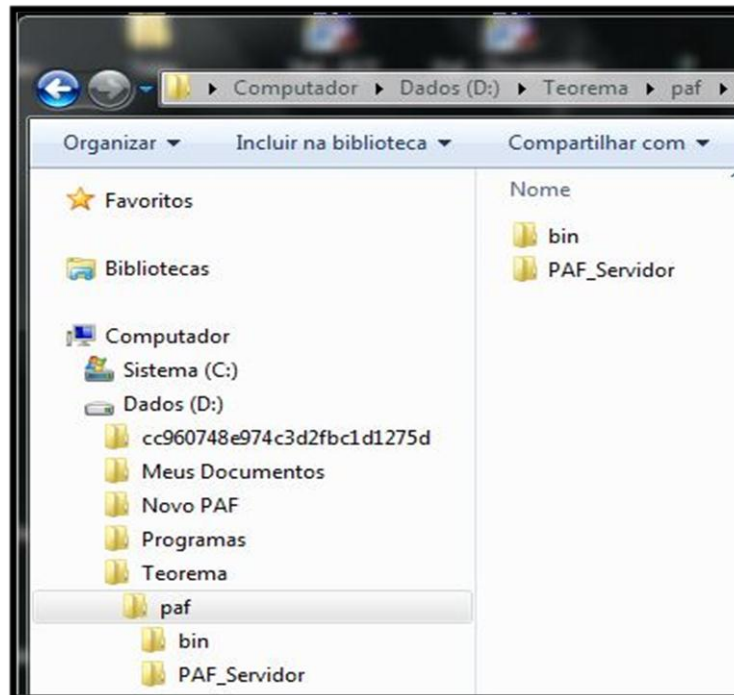 Computador Dados (D:) Teorema paf
Organizar Incluir na biblioteca Compartilhar com
Favoritos
Bibliotecas
Computador
Sistema (C:)
Dados (D:)
cc960748e974c3d2fbc1d1275d
Meus Documentos
Novo PAF
Programas
Teorema
paf
bin
PAF_Servidor
Nome
bin
PAF_Servidor